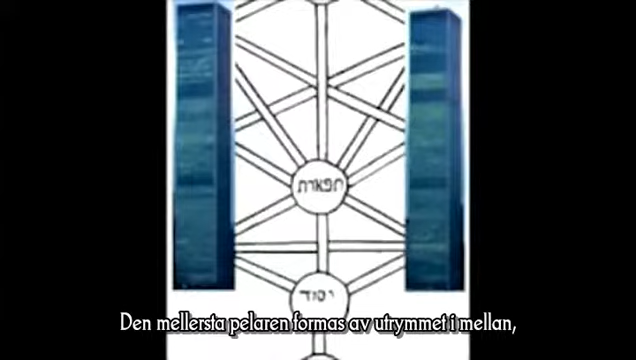 תפארת
יסוד
Den mellersta pelaren formas av utrymmet i mellan,